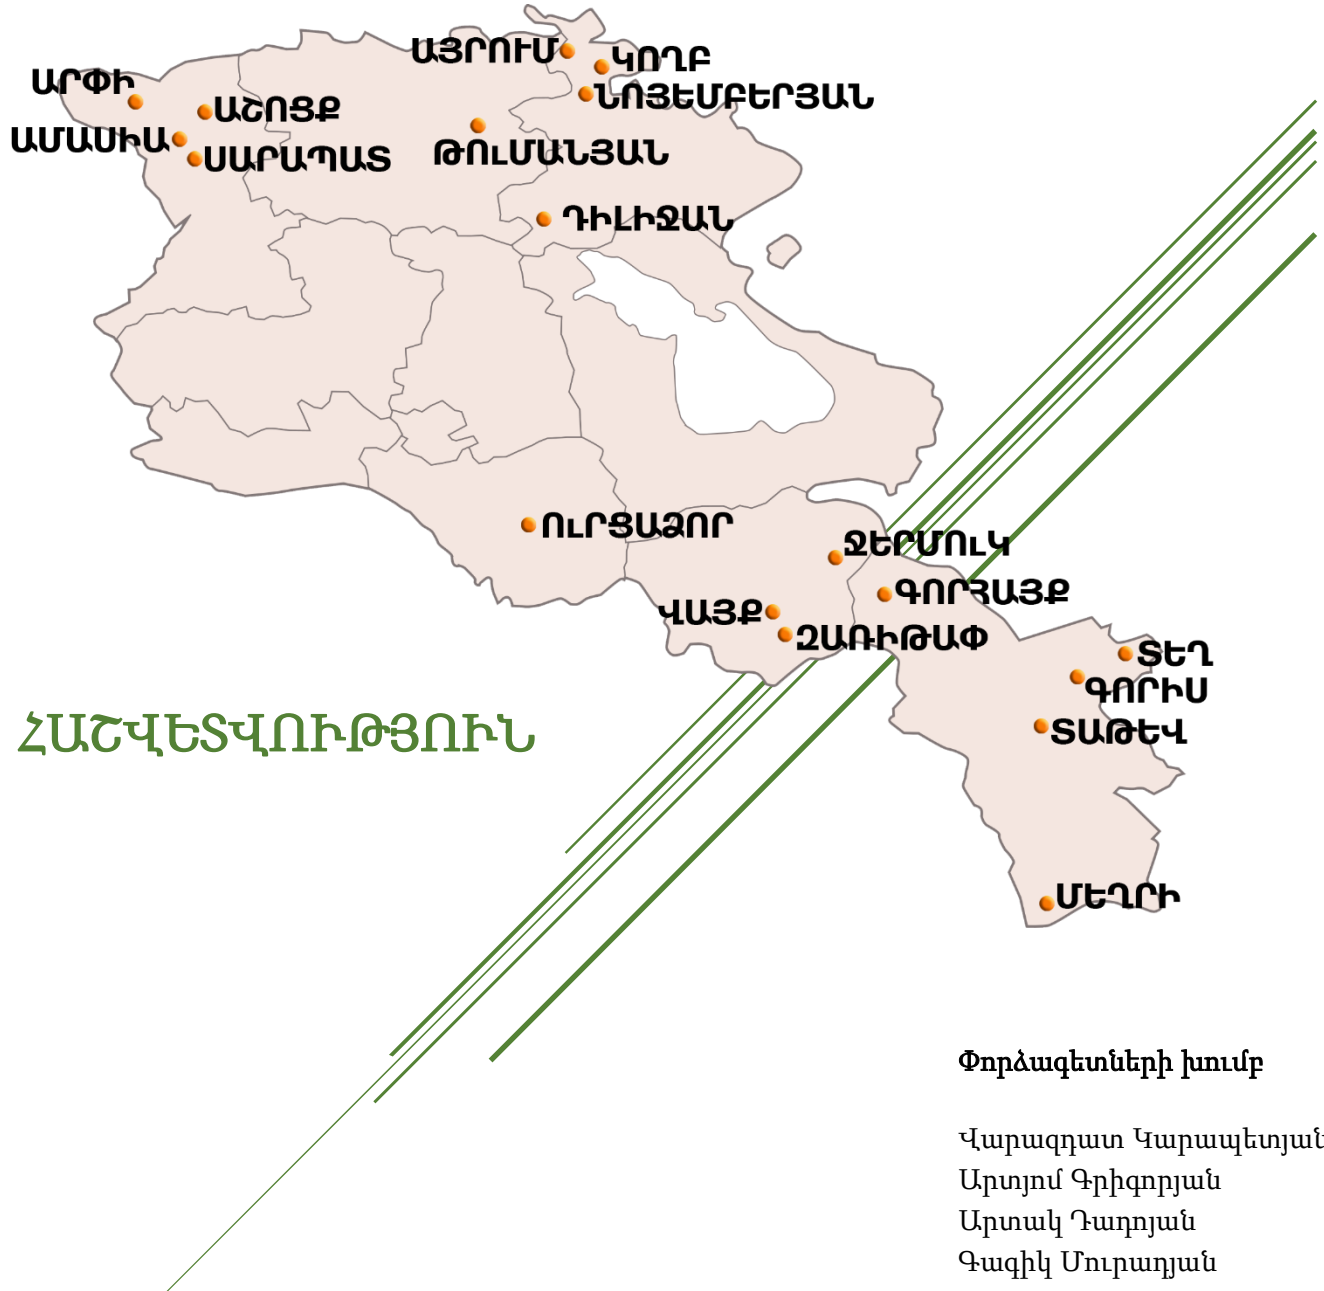 ԱՅՐՈՒՄ
ԿՈՂԲ
ԱՐՓԻ
ՆՈՅԵՄԲԵՐՅԱՆ
ԱՇՈՑՔ
ԱՄԱՍԻԱ
ՍԱՐԱՊԱՏ
ԹՈւՄԱՆՅԱՆ
ԴԻԼԻՋԱՆ
ՈւՐՑԱՁՈՐ
ՋԵՐՄՈւԿ
ԳՈՐՀԱՅՔ
ՎԱՅՔ
ԶԱՌԻԹԱՓ
ՏԵՂ
ԳՈՐԻՍ
ՏԱԹԵՎ
ՀԱՇՎԵՏՎՈՒԹՅՈՒՆ
ՄԵՂՐԻ
Փորձագետների խումբ
Վարազդատ Կարապետյան
Արտյոմ Գրիգորյան
Արտակ Դադոյան
Գագիկ Մուրադյան